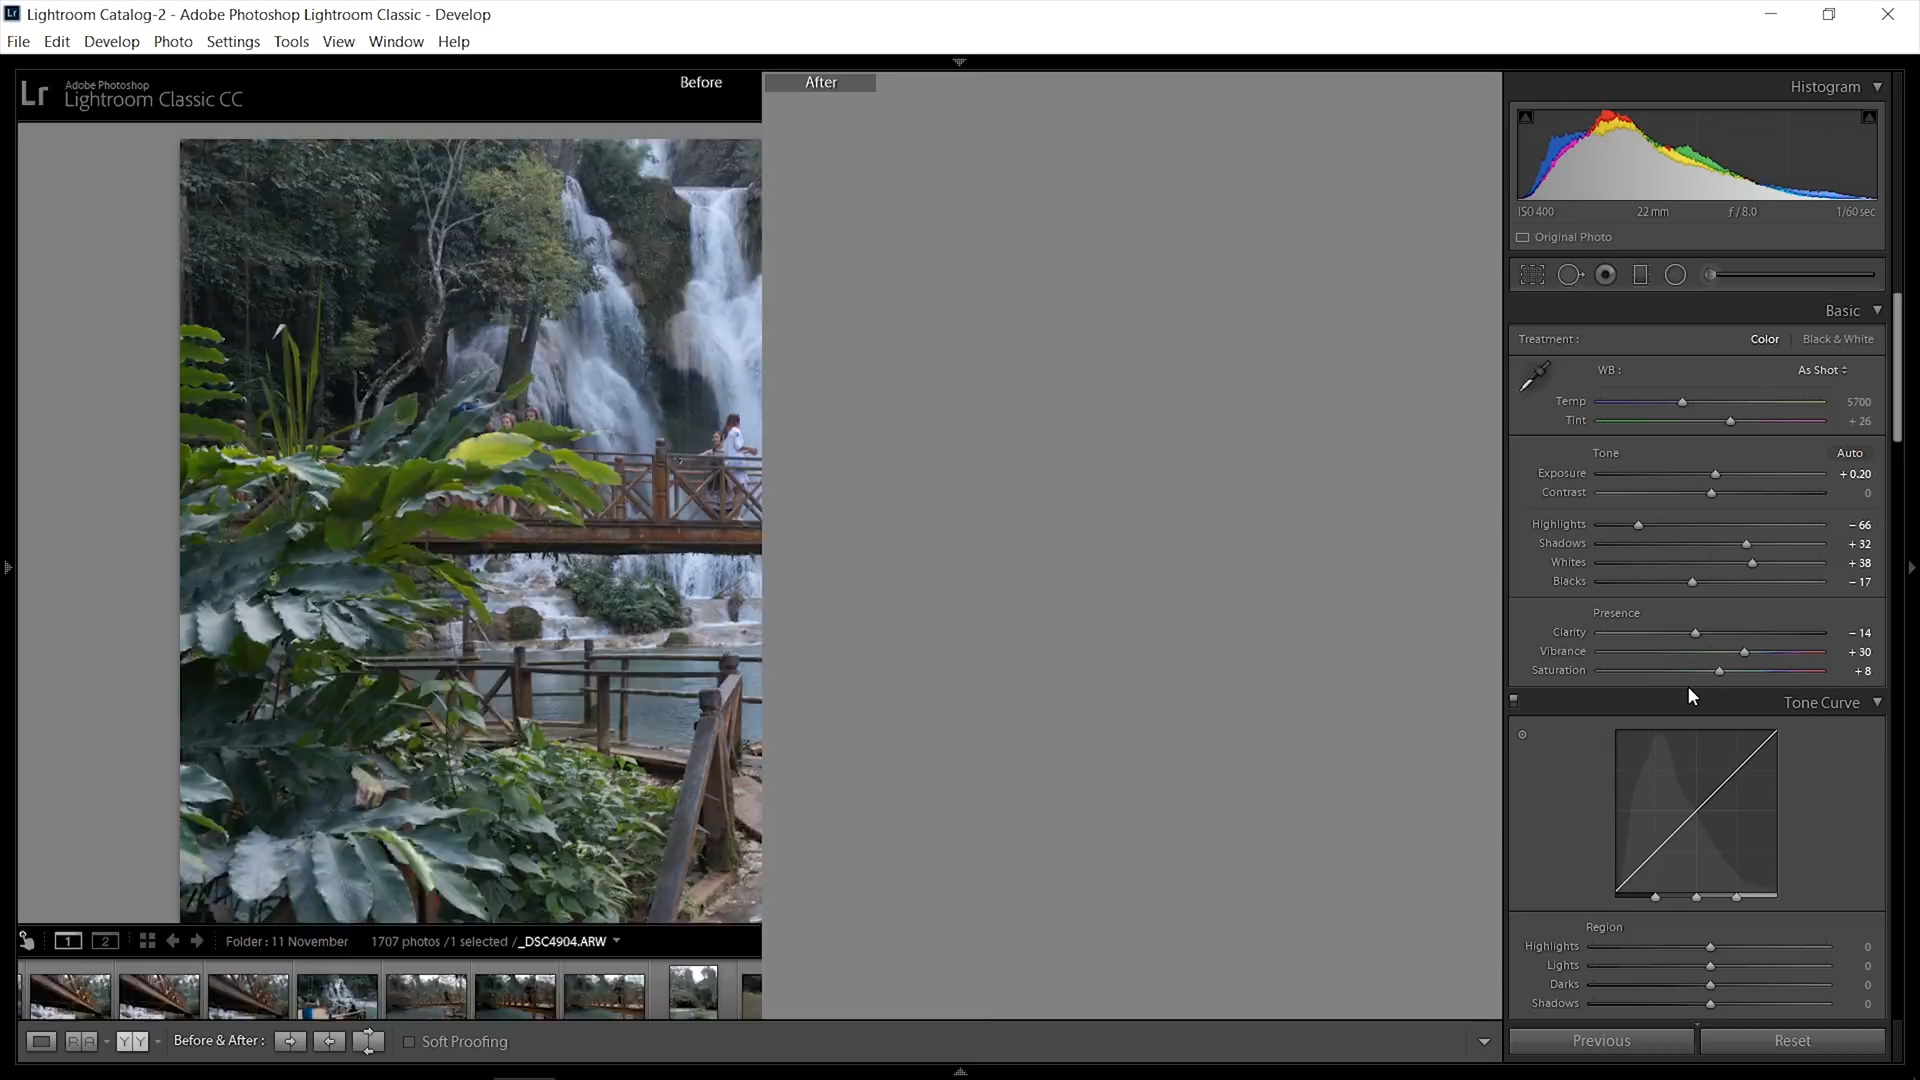 Lr Lightroom Catalog-2 - Adobe Photoshop Lightroom Classic - Develop
File Edit Develop Photo Settings Tools View Window Help
Lr Adobe Photoshop
Lightroom Classic CC
Before
After
Histogram
ISO 400 22 mm ƒ / 8.0 1/60 sec
Original Photo
Basic
Treatment : Color Black & White
WB : As Shot
Temp 5700
Tint + 26
Tone Auto
Exposure + 0.20
Contrast 0
Highlights – 66
Shadows + 32
Whites + 38
Blacks – 17
Presence
Clarity – 14
Vibrance + 30
Saturation + 8
Tone Curve
Region
Highlights 0
Lights 0
Darks 0
Shadows 0
1 2 Folder : 11 November 1707 photos / 1 selected / _DSC4904.ARW
R A Y Y Before & After : Soft Proofing
Previous Reset